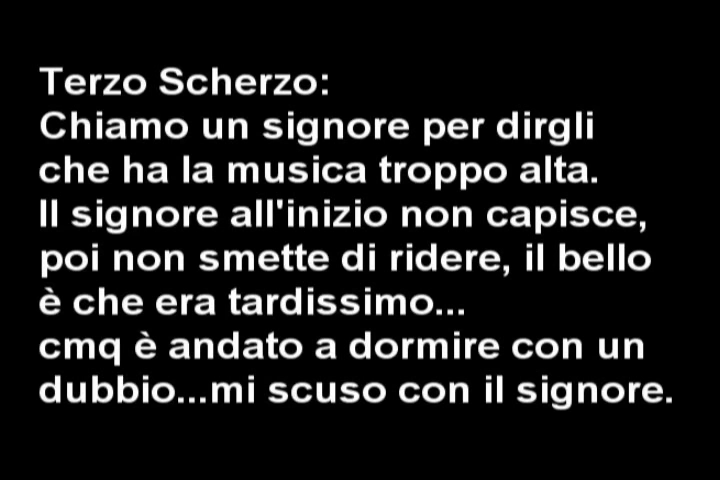 Terzo Scherzo:
Chiamo un signore per dirgli
che ha la musica troppo alta.
Il signore all'inizio non capisce,
poi non smette di ridere, il bello
è che era tardissimo...
cmq è andato a dormire con un
dubbio...mi scuso con il signore.